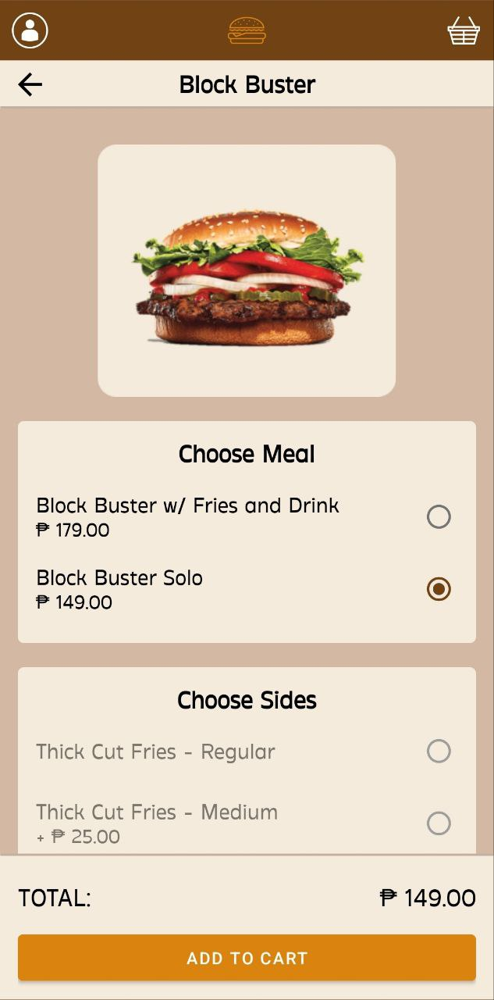 Block Buster
Choose Meal
Block Buster w/ Fries and Drink
₱ 179.00
Block Buster Solo
₱ 149.00
Choose Sides
Thick Cut Fries - Regular
Thick Cut Fries - Medium
+ ₱ 25.00
TOTAL: ₱ 149.00
ADD TO CART